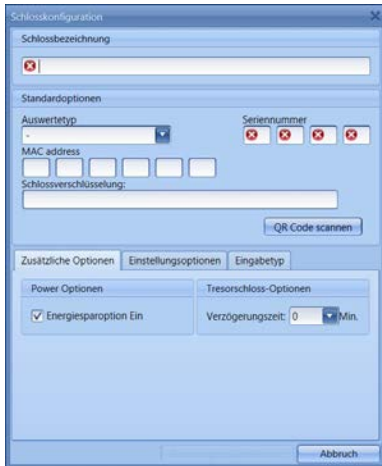 Schlosskonfiguration
Schlossbezeichnung
Standardoptionen
Auswertetyp
Seriennummer
-
MAC address
Schlossverschlüsselung:
QR Code scannen
Zusätzliche Optionen Einstellungsoptionen Eingabetyp
Power Optionen Tresorschloss-Optionen
Energiesparoption Ein Verzögerungszeit: 0 Min.
Abbruch